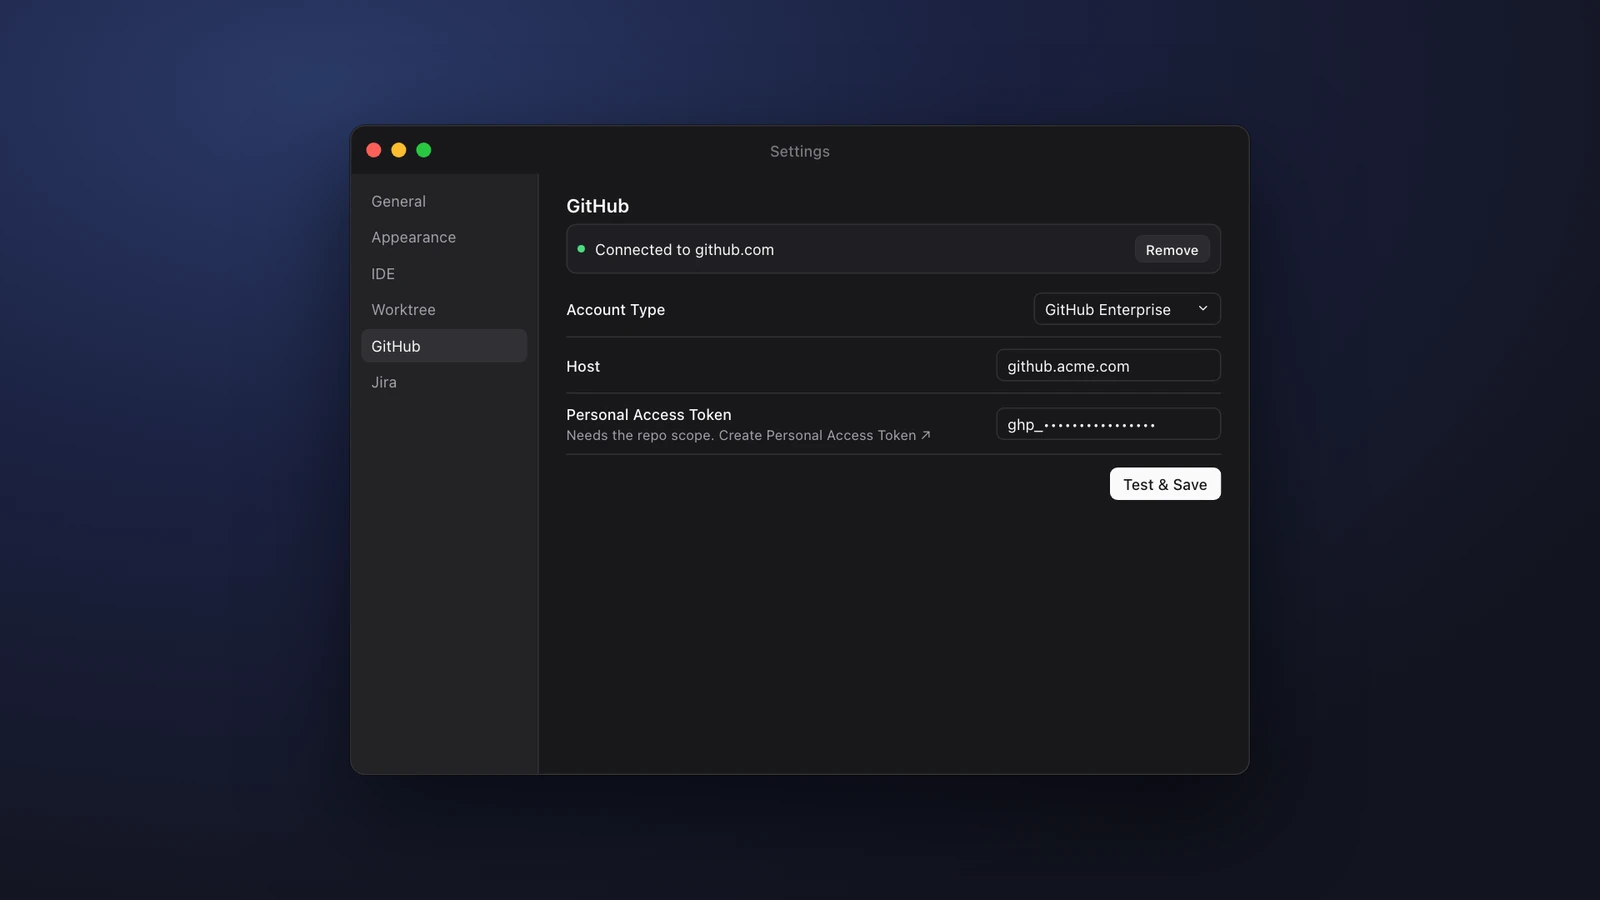 Settings
General
Appearance
IDE
Worktree
GitHub
Jira
GitHub
Connected to github.com
Remove
Account Type
GitHub Enterprise
Host
github.acme.com
Personal Access Token
Needs the repo scope. Create Personal Access Token ↗
ghp_••••••••••••••••
Test & Save